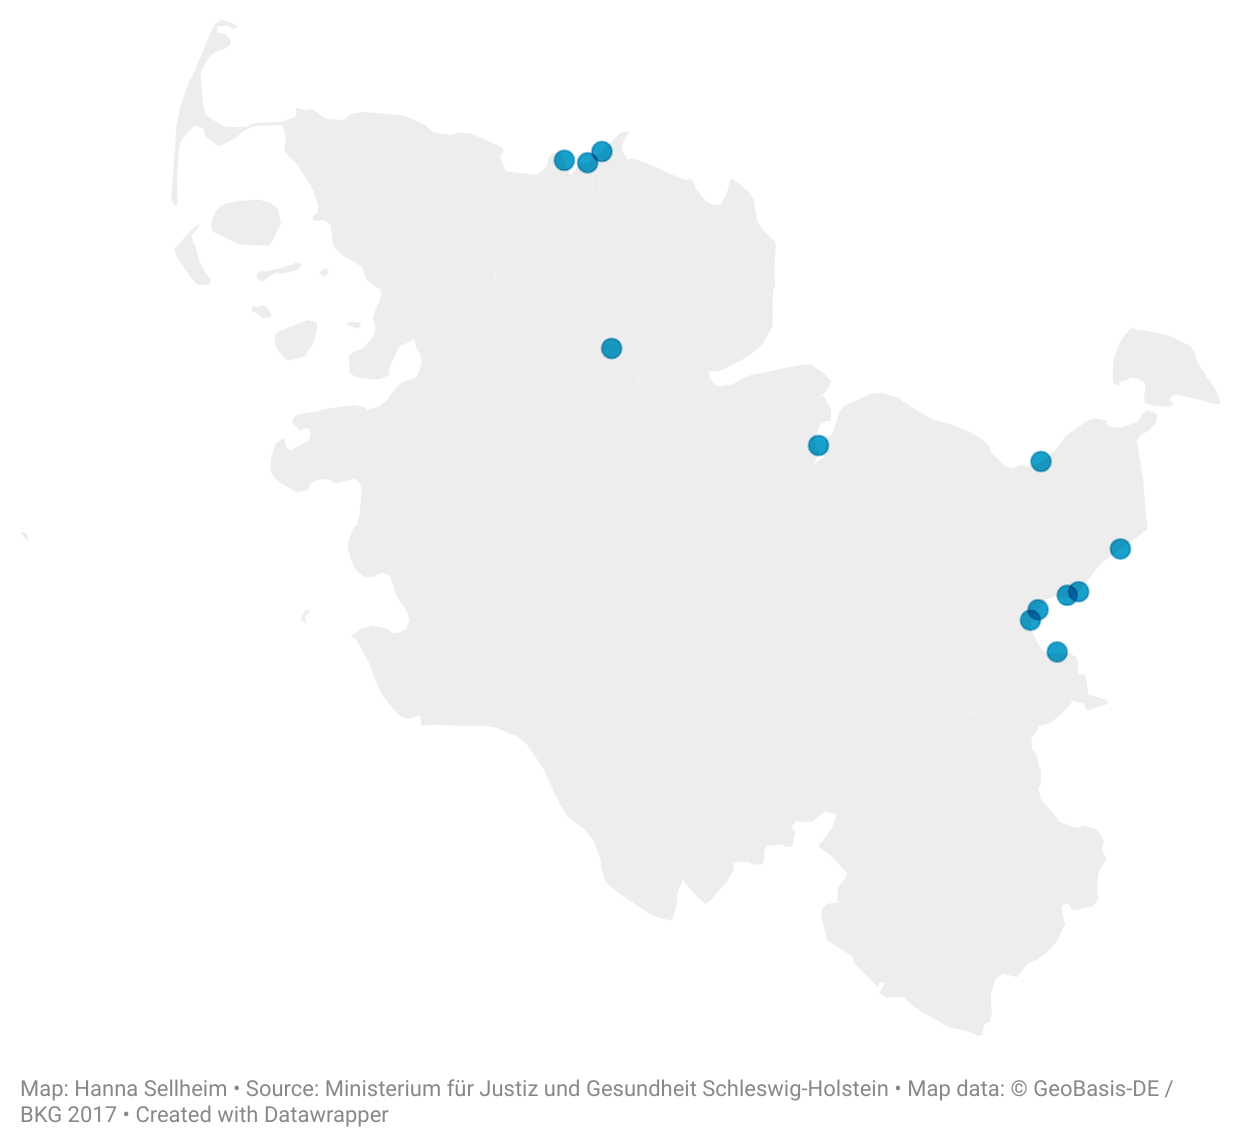 Map: Hanna Sellheim • Source: Ministerium für Justiz und Gesundheit Schleswig-Holstein • Map data: © GeoBasis-DE /
BKG 2017 • Created with Datawrapper